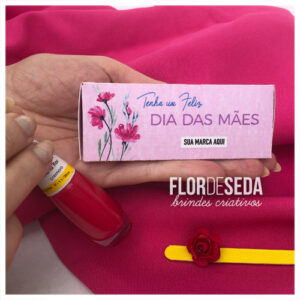 Tenha um Feliz
DIA DAS MÃES
SUA MARCA AQUI
FLORDESEDA
brindes criativos